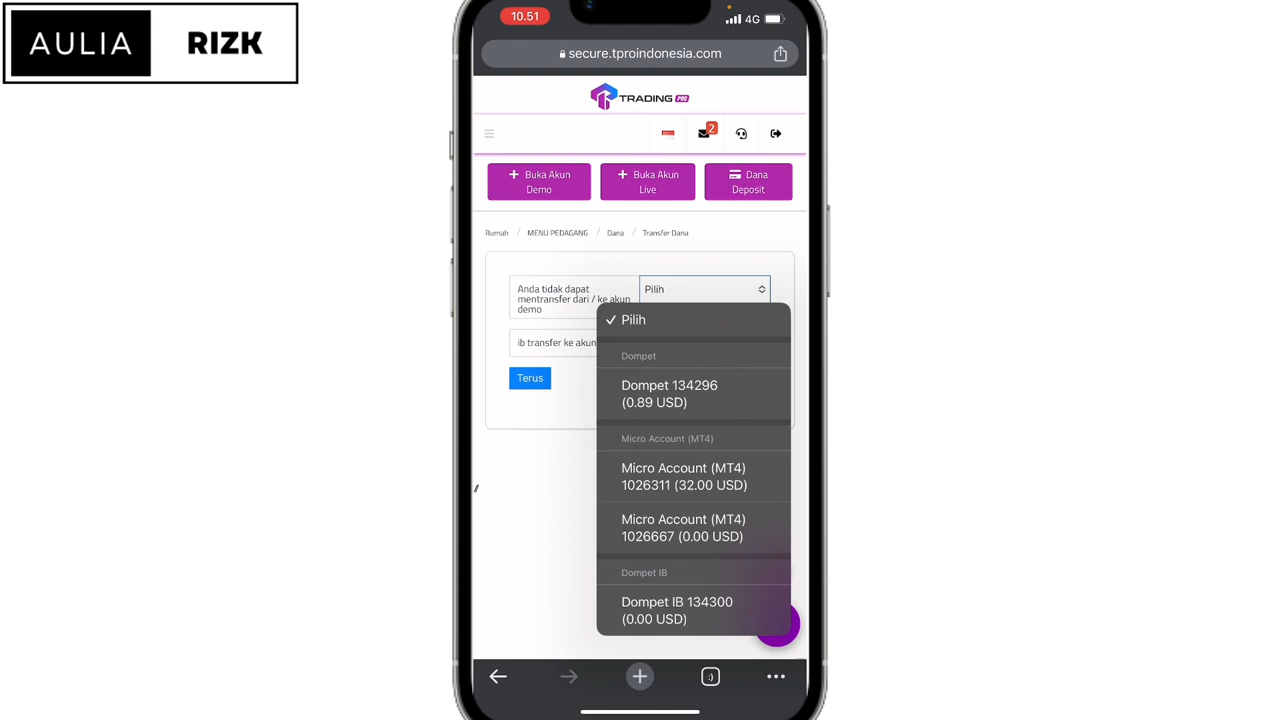 AULIA RIZK
10.51
4G
secure.tproindonesia.com
TRADING PRO
2
+ Buka Akun Demo
+ Buka Akun Live
Dana Deposit
Rumah / MENU PEDAGANG / Dana / Transfer Dana
Anda tidak dapat
mentransfer dari / ke akun
demo
Pilih
ib transfer ke akun
Terus
✓ Pilih
Dompet
Dompet 134296
(0.89 USD)
Micro Account (MT4)
Micro Account (MT4)
1026311 (32.00 USD)
Micro Account (MT4)
1026667 (0.00 USD)
Dompet IB
Dompet IB 134300
(0.00 USD)
:)